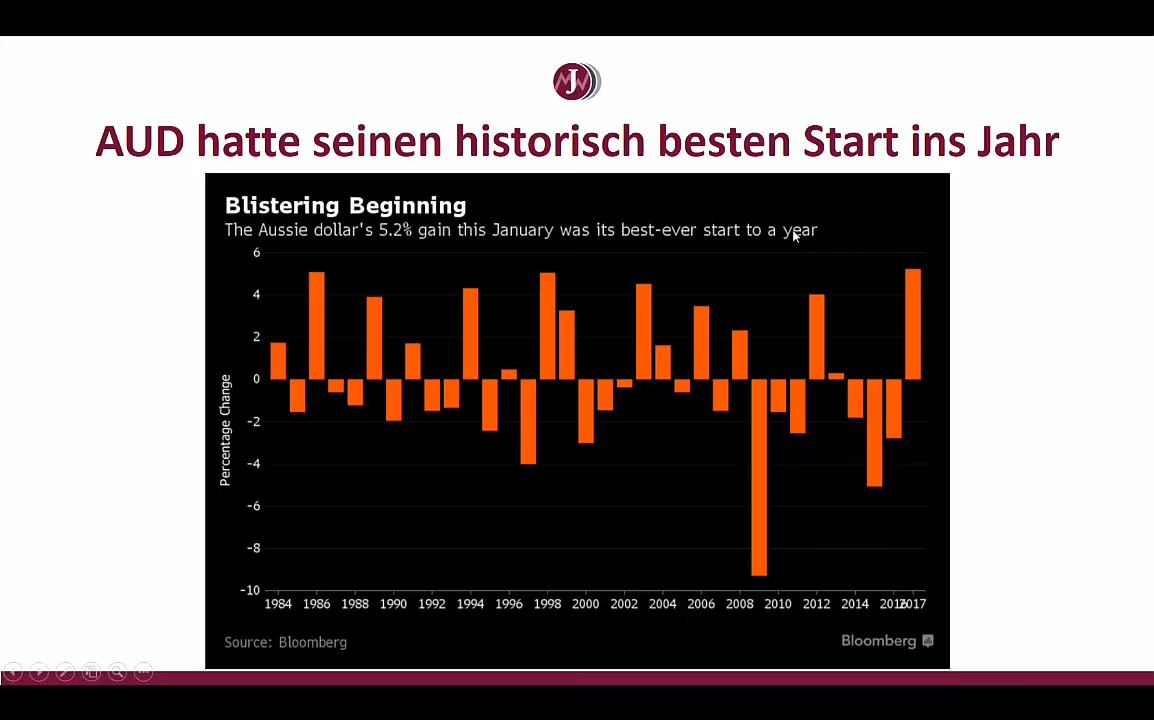 J
AUD hatte seinen historisch besten Start ins Jahr
Blistering Beginning
The Aussie dollar's 5.2% gain this January was its best-ever start to a year
6
4
2
0
-2
-4
-6
-8
-10
Percentage Change
1984 1986 1988 1990 1992 1994 1996 1998 2000 2002 2004 2006 2008 2010 2012 2014 2016 2017
Source: Bloomberg
Bloomberg